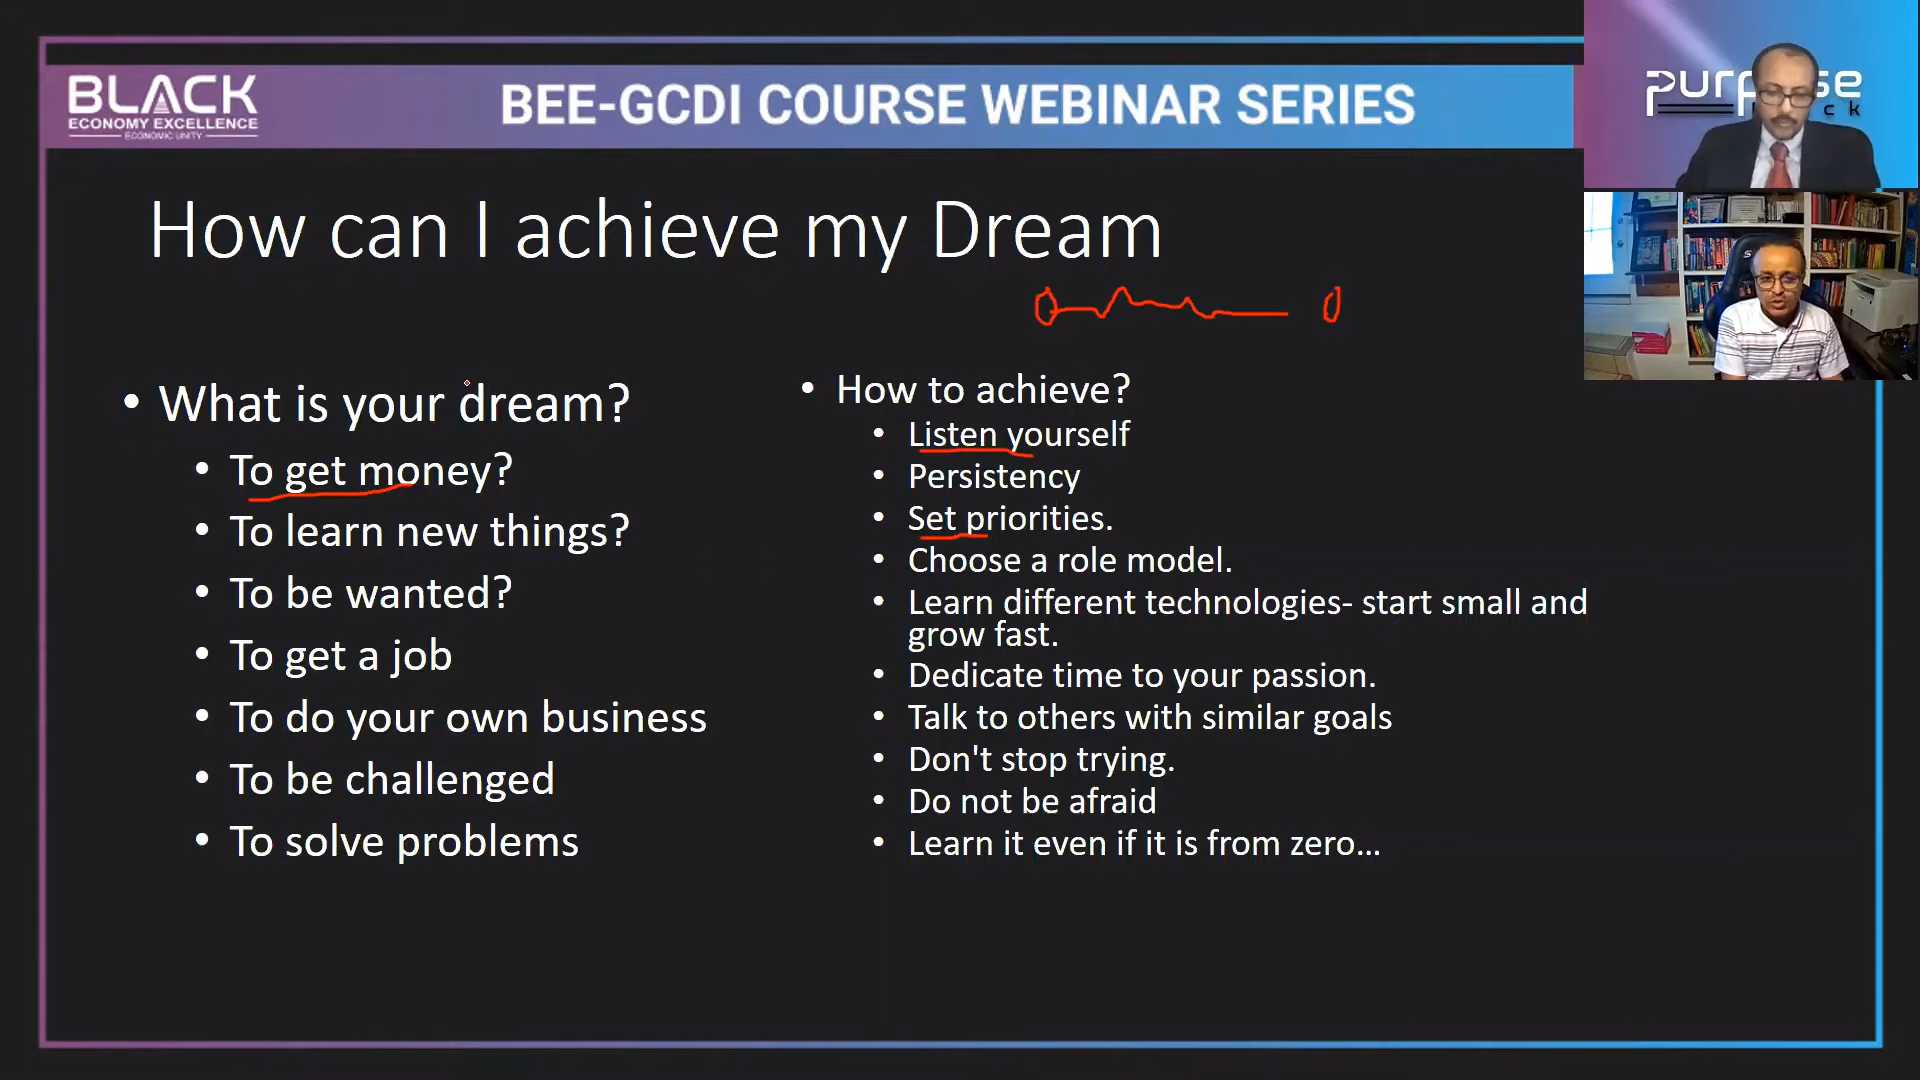 BLACK
ECONOMY EXCELLENCE
ECONOMIC UNITY
BEE-GCDI COURSE WEBINAR SERIES
How can I achieve my Dream
• What is your dream?
• To get money?
• To learn new things?
• To be wanted?
• To get a job
• To do your own business
• To be challenged
• To solve problems
• How to achieve?
• Listen yourself
• Persistency
• Set priorities.
• Choose a role model.
• Learn different technologies- start small and
grow fast.
• Dedicate time to your passion.
• Talk to others with similar goals
• Don't stop trying.
• Do not be afraid
• Learn it even if it is from zero...